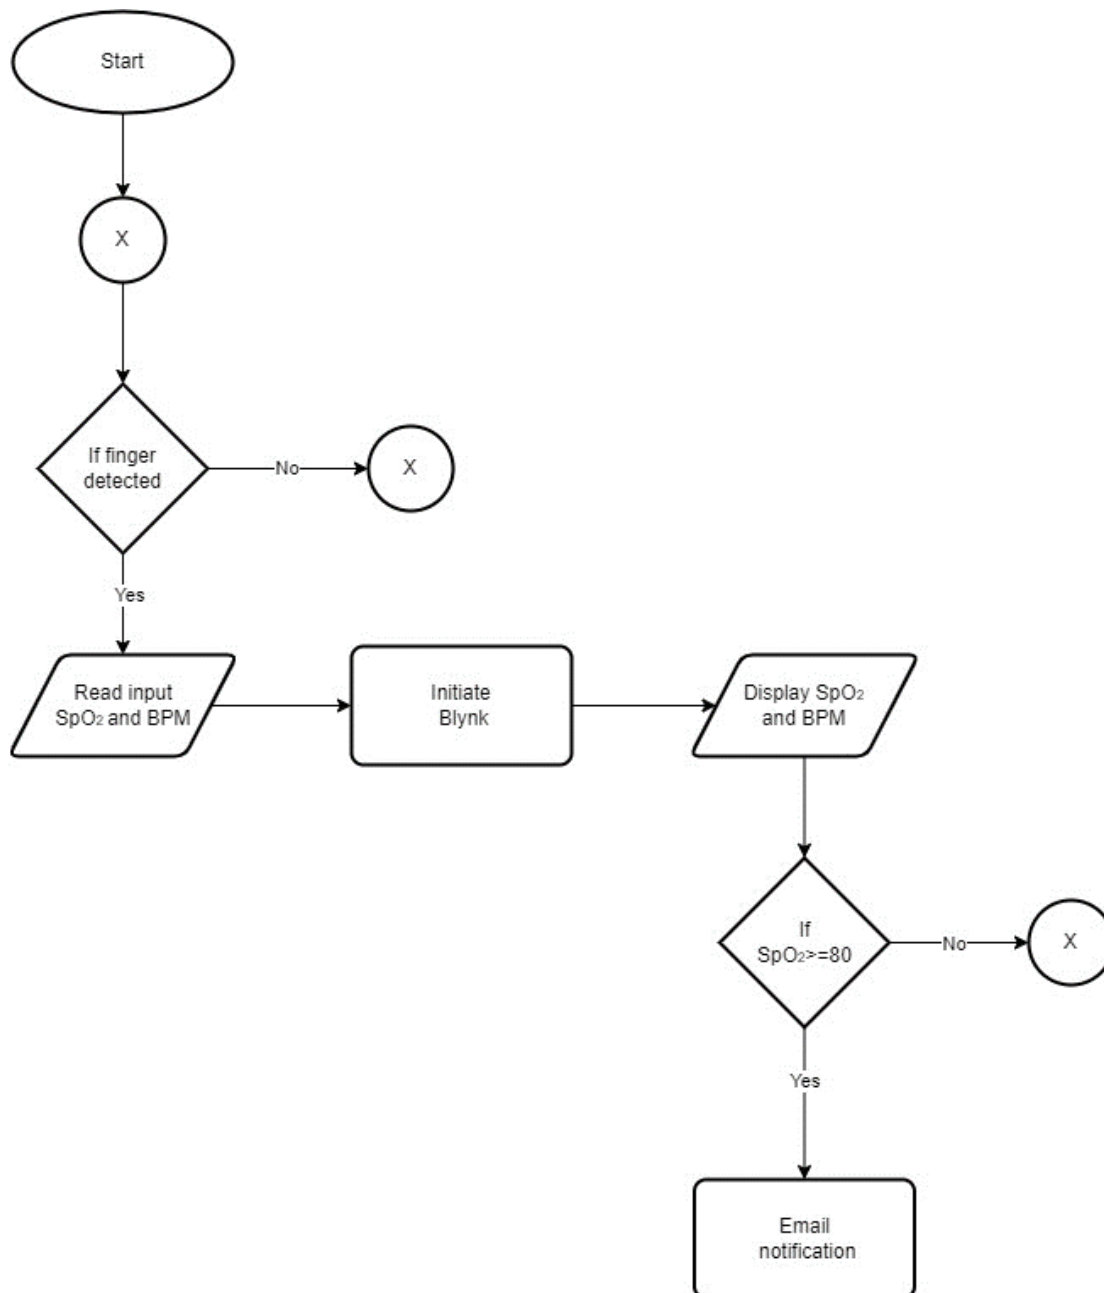 Start
X
If finger
detected
No
X
Yes
Read input
SpO₂ and BPM
Initiate
Blynk
Display SpO₂
and BPM
If
SpO₂>=80
No
X
Yes
Email
notification